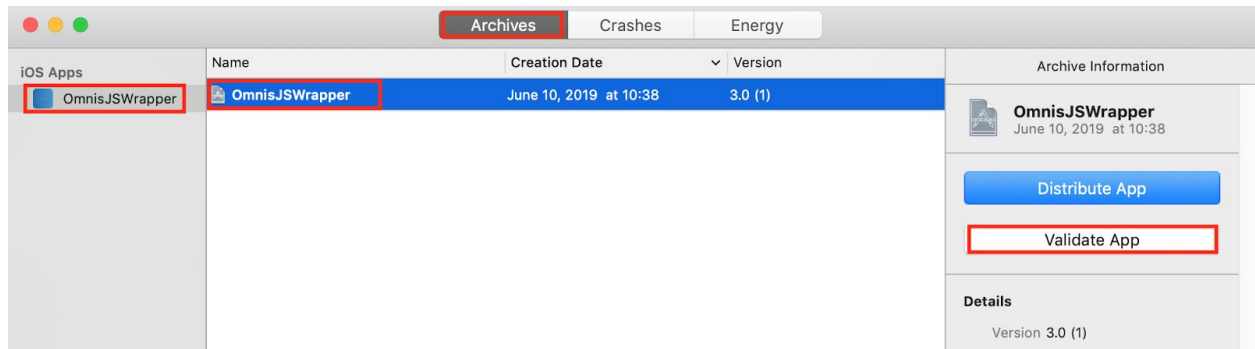 Archives Crashes Energy
iOS Apps
OmnisJSWrapper
Name Creation Date Version
OmnisJSWrapper June 10, 2019 at 10:38 3.0 (1)
Archive Information
OmnisJSWrapper
June 10, 2019 at 10:38
Distribute App
Validate App
Details
Version 3.0 (1)